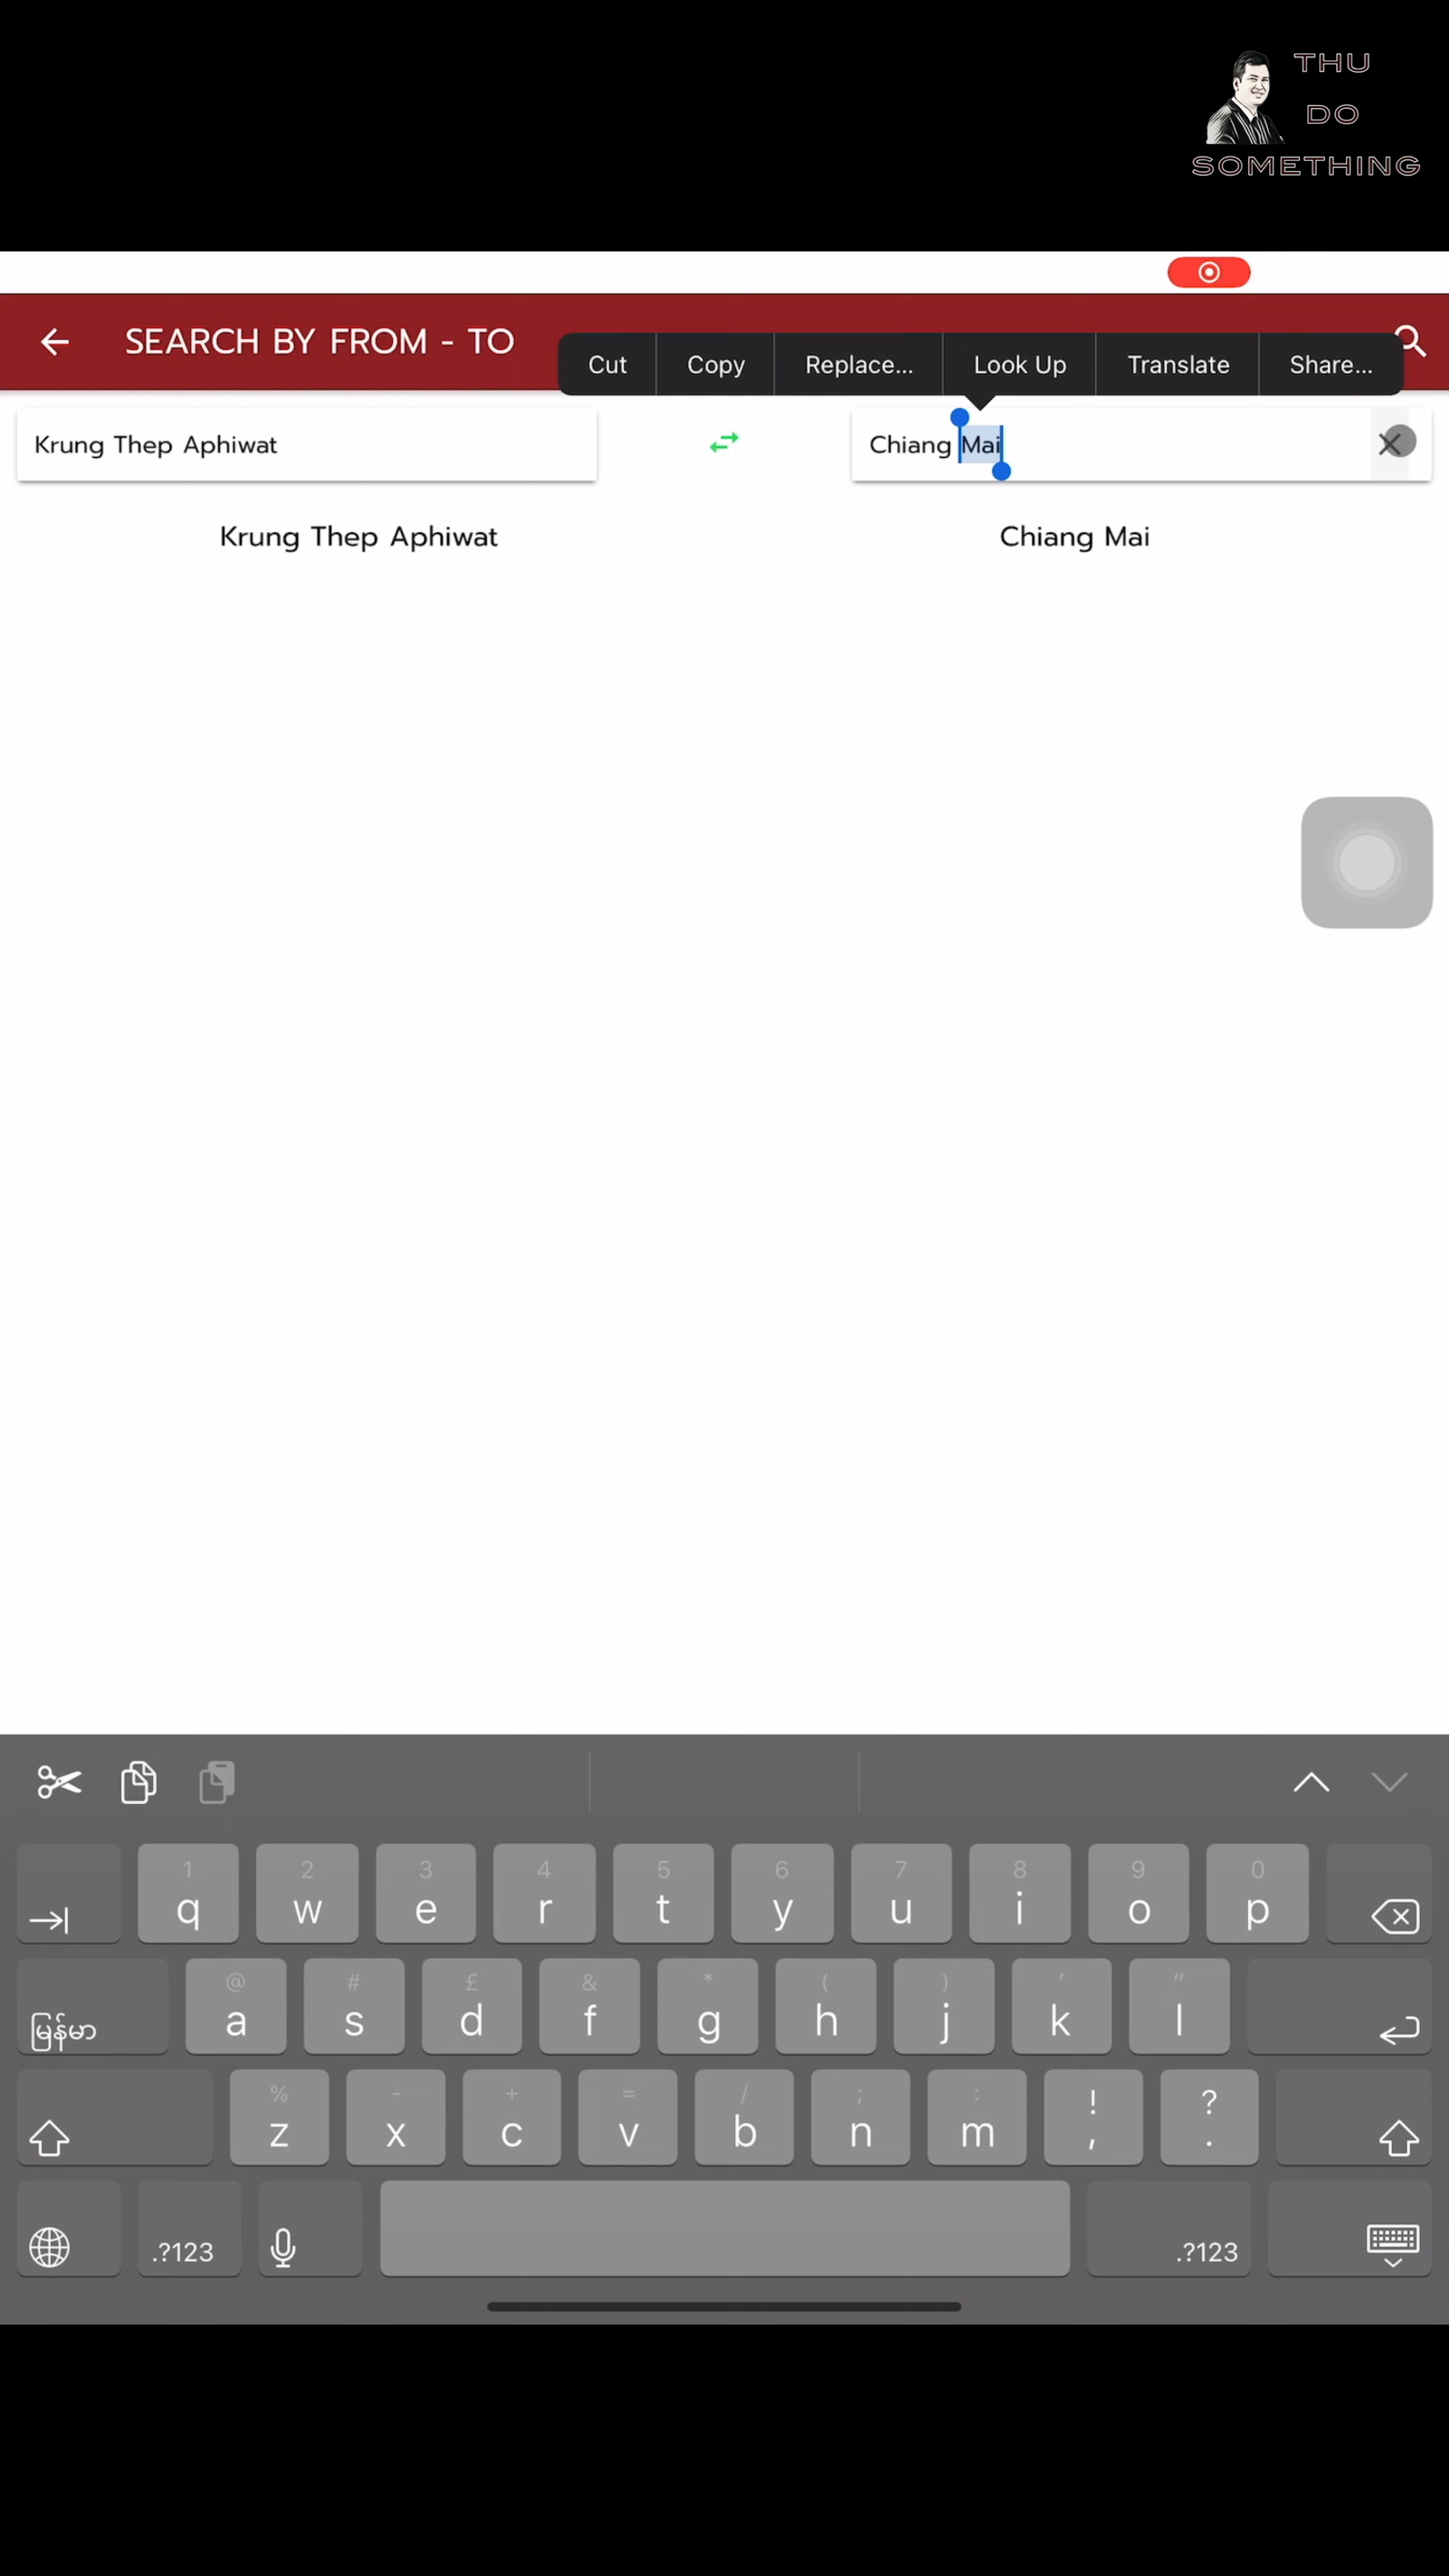 THU
DO
SOMETHING
SEARCH BY FROM - TO
Cut Copy Replace... Look Up Translate Share...
Krung Thep Aphiwat
Chiang Mai
Krung Thep Aphiwat
Chiang Mai
1 2 3 4 5 6 7 8 9 0
q w e r t y u i o p
@ # £ & * ( ) ' "
မြန်မာ a s d f g h j k l
% - + = / ; : ! ?
z x c v b n m , .
.?123 .?123